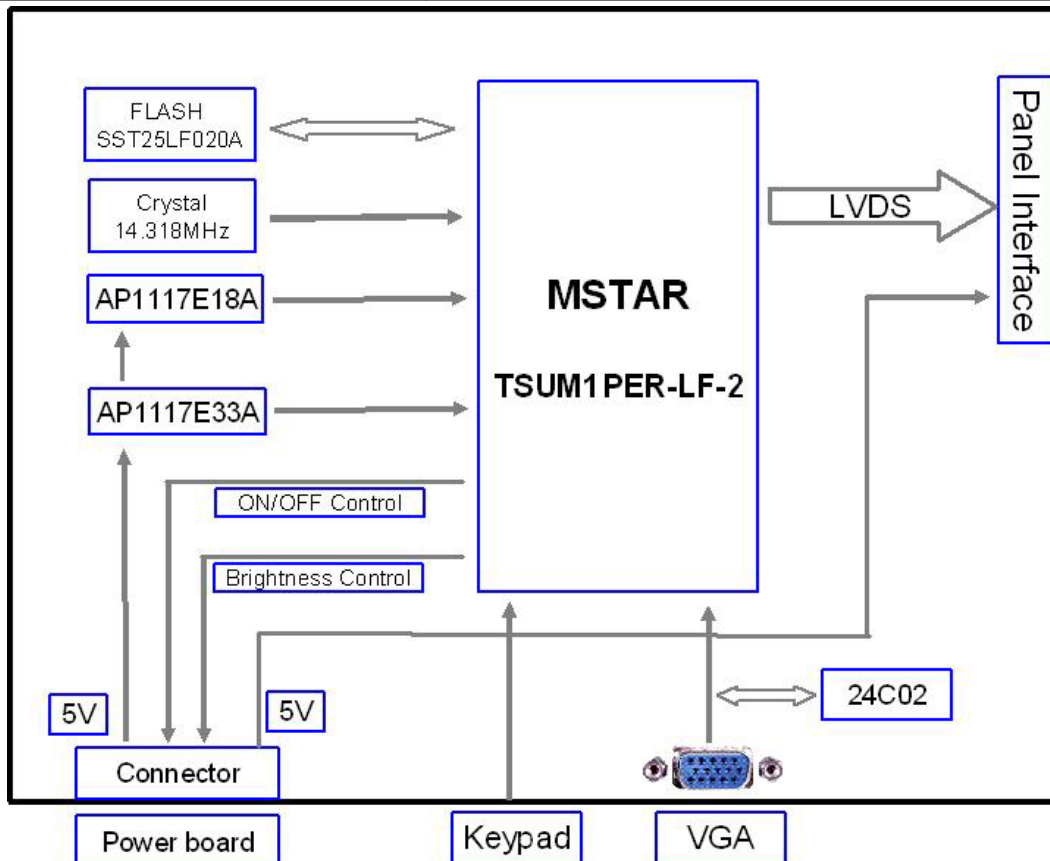 FLASH
SST25LF020A
Crystal
14.318MHz
AP1117E18A
AP1117E33A
MSTAR
TSUM1PER-LF-2
LVDS
Panel Interface
ON/OFF Control
Brightness Control
5V
5V
24C02
Connector
Power board
Keypad
VGA